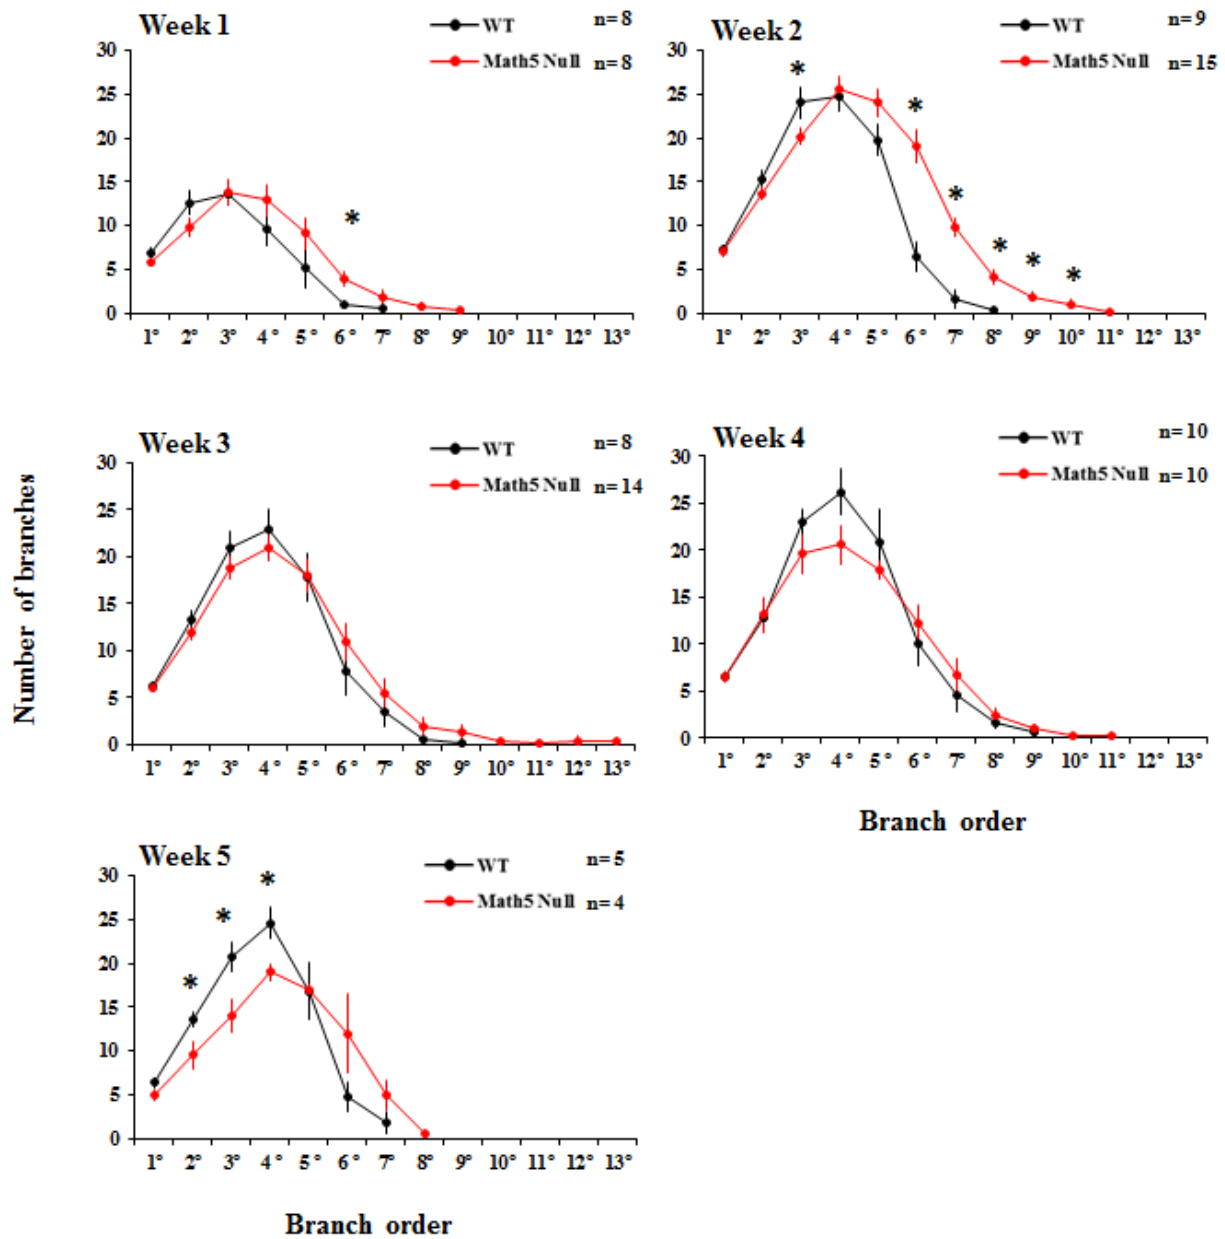 Week 1
WT n= 8
Math5 Null n= 8
30
25
20
15
10
5
0
1° 2° 3° 4° 5° 6° 7° 8° 9° 10° 11° 12° 13°
*
Week 2
WT n= 9
Math5 Null n= 15
30
25
20
15
10
5
0
1° 2° 3° 4° 5° 6° 7° 8° 9° 10° 11° 12° 13°
* * * * * *
Number of branches
Week 3
WT n= 8
Math5 Null n= 14
30
25
20
15
10
5
0
1° 2° 3° 4° 5° 6° 7° 8° 9° 10° 11° 12° 13°
Week 4
WT n= 10
Math5 Null n= 10
30
25
20
15
10
5
0
1° 2° 3° 4° 5° 6° 7° 8° 9° 10° 11° 12° 13°
Branch order
Week 5
WT n= 5
Math5 Null n= 4
30
25
20
15
10
5
0
1° 2° 3° 4° 5° 6° 7° 8° 9° 10° 11° 12° 13°
* * *
Branch order